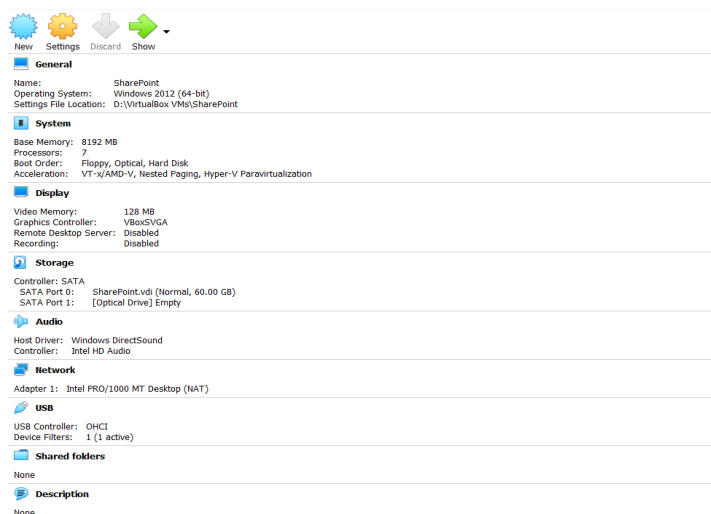 New Settings Discard Show
General
Name: SharePoint
Operating System: Windows 2012 (64-bit)
Settings File Location: D:\VirtualBox VMs\SharePoint
System
Base Memory: 8192 MB
Processors: 7
Boot Order: Floppy, Optical, Hard Disk
Acceleration: VT-x/AMD-V, Nested Paging, Hyper-V Paravirtualization
Display
Video Memory: 128 MB
Graphics Controller: VBoxSVGA
Remote Desktop Server: Disabled
Recording: Disabled
Storage
Controller: SATA
SATA Port 0: SharePoint.vdi (Normal, 60.00 GB)
SATA Port 1: [Optical Drive] Empty
Audio
Host Driver: Windows DirectSound
Controller: Intel HD Audio
Network
Adapter 1: Intel PRO/1000 MT Desktop (NAT)
USB
USB Controller: OHCI
Device Filters: 1 (1 active)
Shared folders
None
Description
None